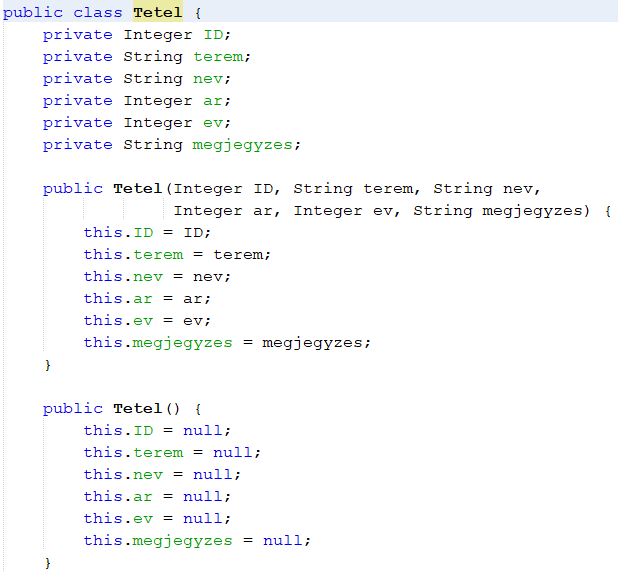 public class Tetel {
private Integer ID;
private String terem;
private String nev;
private Integer ar;
private Integer ev;
private String megjegyzes;
public Tetel(Integer ID, String terem, String nev,
Integer ar, Integer ev, String megjegyzes) {
this.ID = ID;
this.terem = terem;
this.nev = nev;
this.ar = ar;
this.ev = ev;
this.megjegyzes = megjegyzes;
}
public Tetel() {
this.ID = null;
this.terem = null;
this.nev = null;
this.ar = null;
this.ev = null;
this.megjegyzes = null;
}